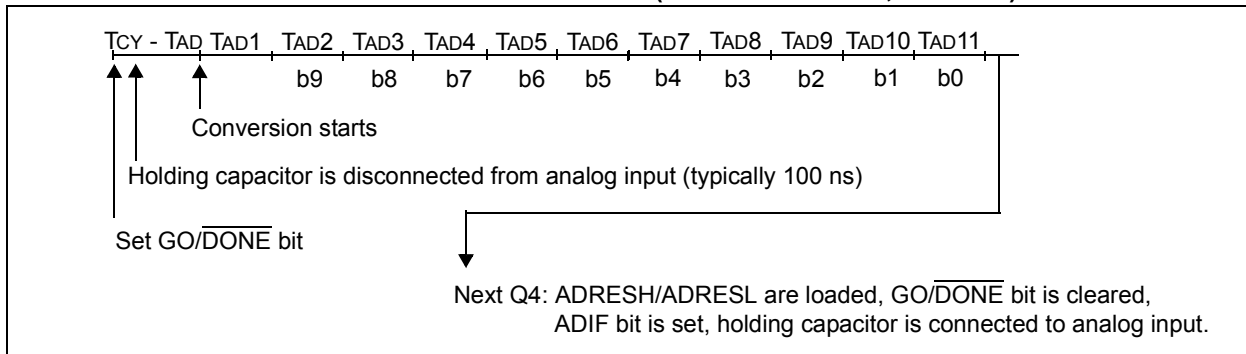 TCY - TAD TAD1 TAD2 TAD3 TAD4 TAD5 TAD6 TAD7 TAD8 TAD9 TAD10 TAD11
b9 b8 b7 b6 b5 b4 b3 b2 b1 b0
Conversion starts
Holding capacitor is disconnected from analog input (typically 100 ns)
Set GO/DONE bit
Next Q4: ADRESH/ADRESL are loaded, GO/DONE bit is cleared,
ADIF bit is set, holding capacitor is connected to analog input.